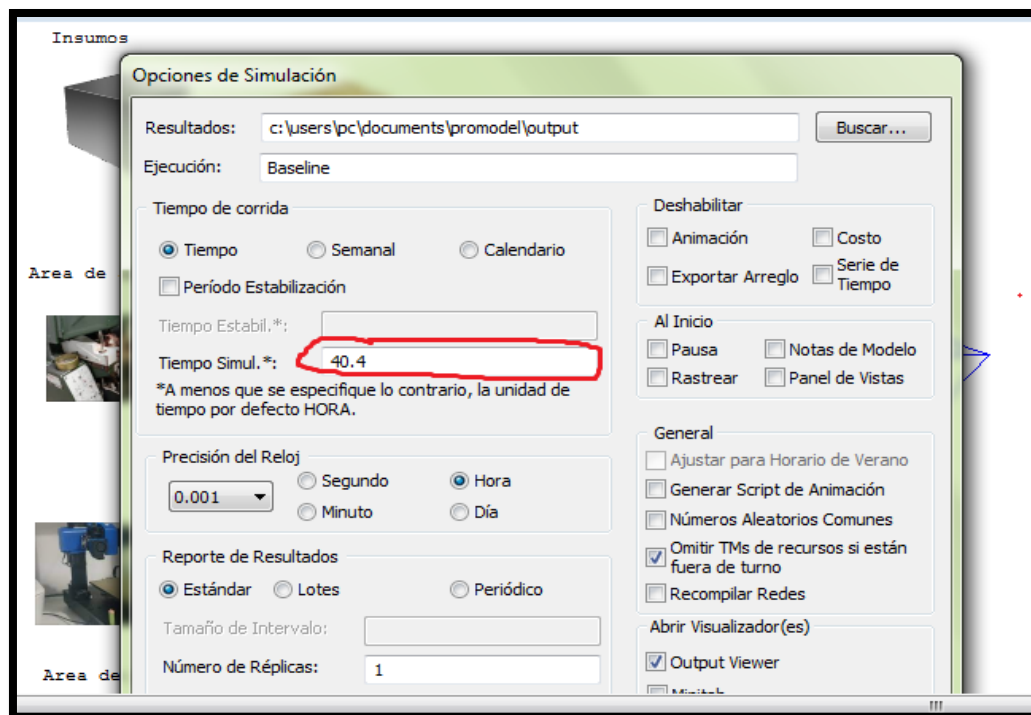 Insumos
Opciones de Simulación
Resultados: c:\users\pc\documents\promodel\output Buscar...
Ejecución: Baseline
Tiempo de corrida
Tiempo Semanal Calendario
Período Estabilización
Tiempo Estabil.*:
Tiempo Simul.*: 40.4
*A menos que se especifique lo contrario, la unidad de
tiempo por defecto HORA.
Precisión del Reloj
0.001
Segundo Hora
Minuto Día
Reporte de Resultados
Estándar Lotes Periódico
Tamaño de Intervalo:
Número de Réplicas: 1
Deshabilitar
Animación Costo
Exportar Arreglo Serie de
Tiempo
Al Inicio
Pausa Notas de Modelo
Rastrear Panel de Vistas
General
Ajustar para Horario de Verano
Generar Script de Animación
Números Aleatorios Comunes
Omitir TMs de recursos si están
fuera de turno
Recompilar Redes
Abrir Visualizador(es)
Output Viewer
Area de
Area de